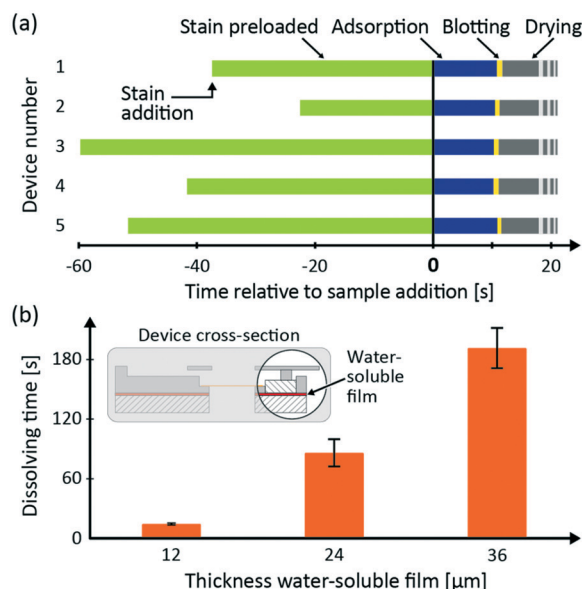 (a)
Stain preloaded Adsorption Blotting Drying
Device number
1
Stain
addition
2
3
4
5
-60 -40 -20 0 20
Time relative to sample addition [s]
(b)
Device cross-section
Water-
soluble
film
Dissolving time [s]
180
120
60
0
12 24 36
Thickness water-soluble film [µm]